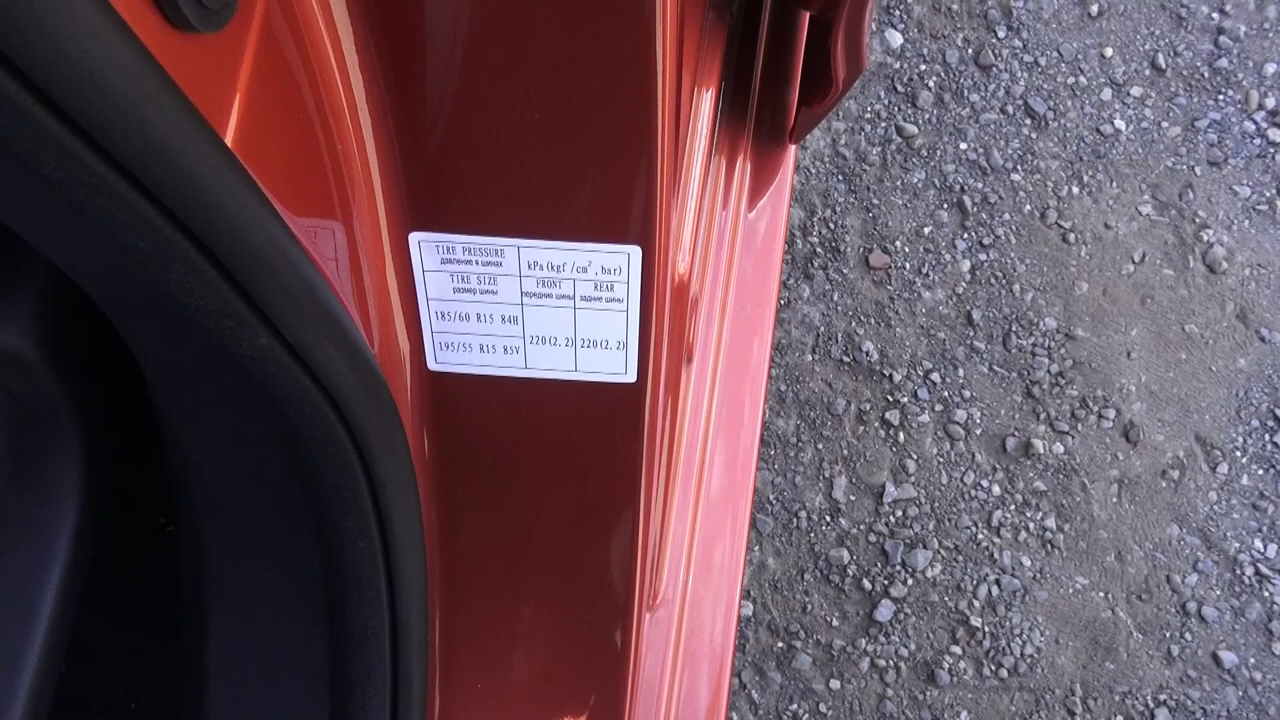 TIRE PRESSURE
давление в шинах
kPa(kgf/cm²,bar)
TIRE SIZE
размер шины
FRONT
передние шины
REAR
задние шины
185/60 R15 84H
195/55 R15 85V
220(2.2)
220(2.2)